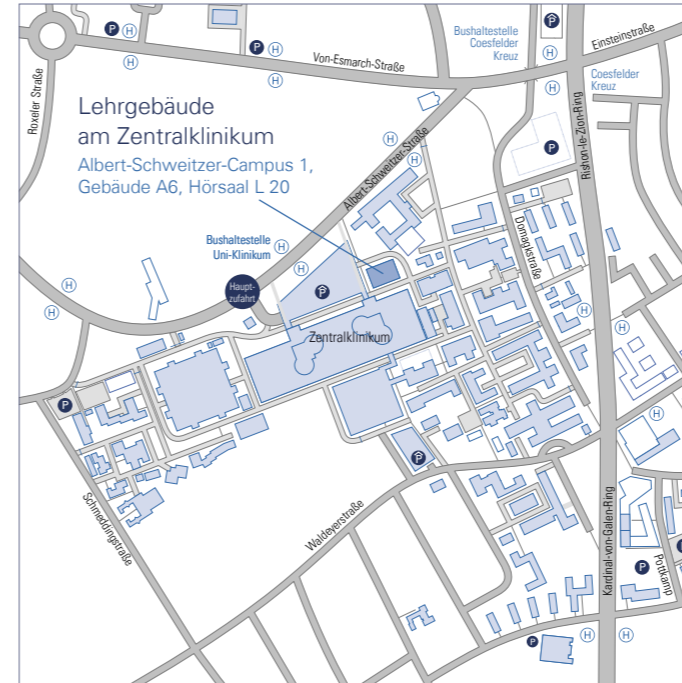 P
H
H
P
H
H
Von-Esmarch-Straße
Roxeler Straße
Bushaltestelle
Coesfelder
Kreuz
H
P
Einsteinstraße
Coesfelder
Kreuz
H
Rishon-le-Zion-Ring
P
Lehrgebäude
am Zentralklinikum
Albert-Schweitzer-Campus 1,
Gebäude A6, Hörsaal L 20
H
H
Albert-Schweitzer-Straße
Domagkstraße
Bushaltestelle
Uni-Klinikum
H
H
Haupt-
zufahrt
P
H
H
H
H
Zentralklinikum
P
H
P
Schmeddingstraße
Waldeyerstraße
Kardinal-von-Galen-Ring
P
Pottkamp
P
P
H
H